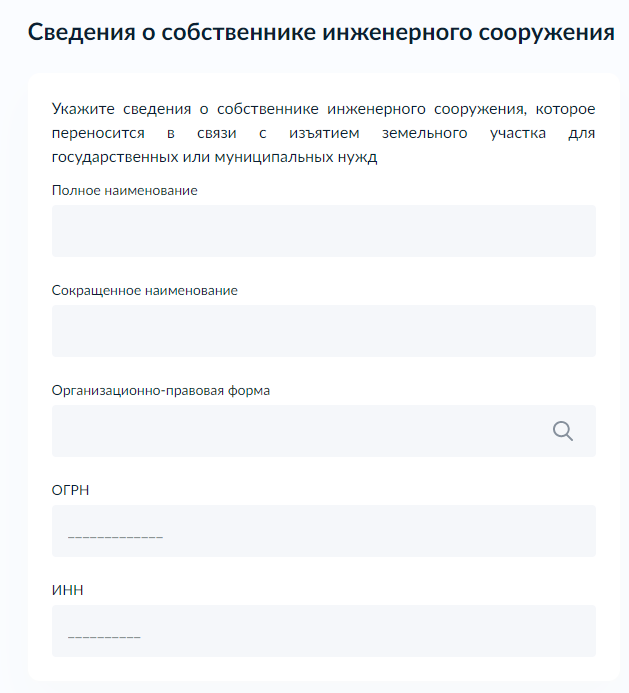 Сведения о собственнике инженерного сооружения
Укажите сведения о собственнике инженерного сооружения, которое
переносится в связи с изъятием земельного участка для
государственных или муниципальных нужд
Полное наименование
Сокращенное наименование
Организационно-правовая форма
ОГРН
_____________
ИНН
__________